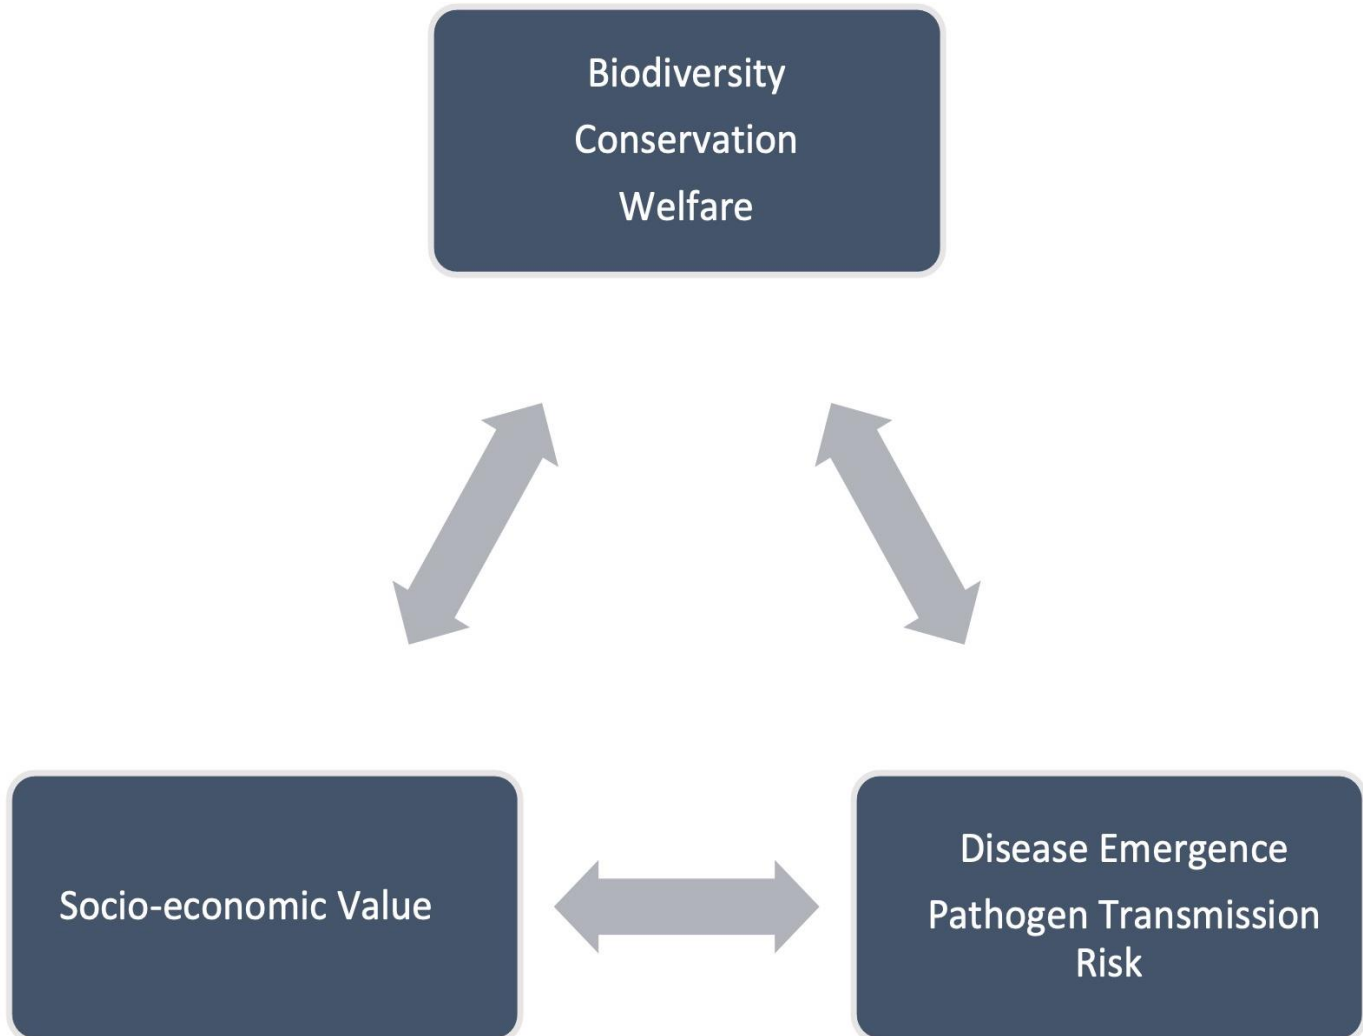 Biodiversity
Conservation
Welfare
Socio-economic Value
Disease Emergence
Pathogen Transmission
Risk